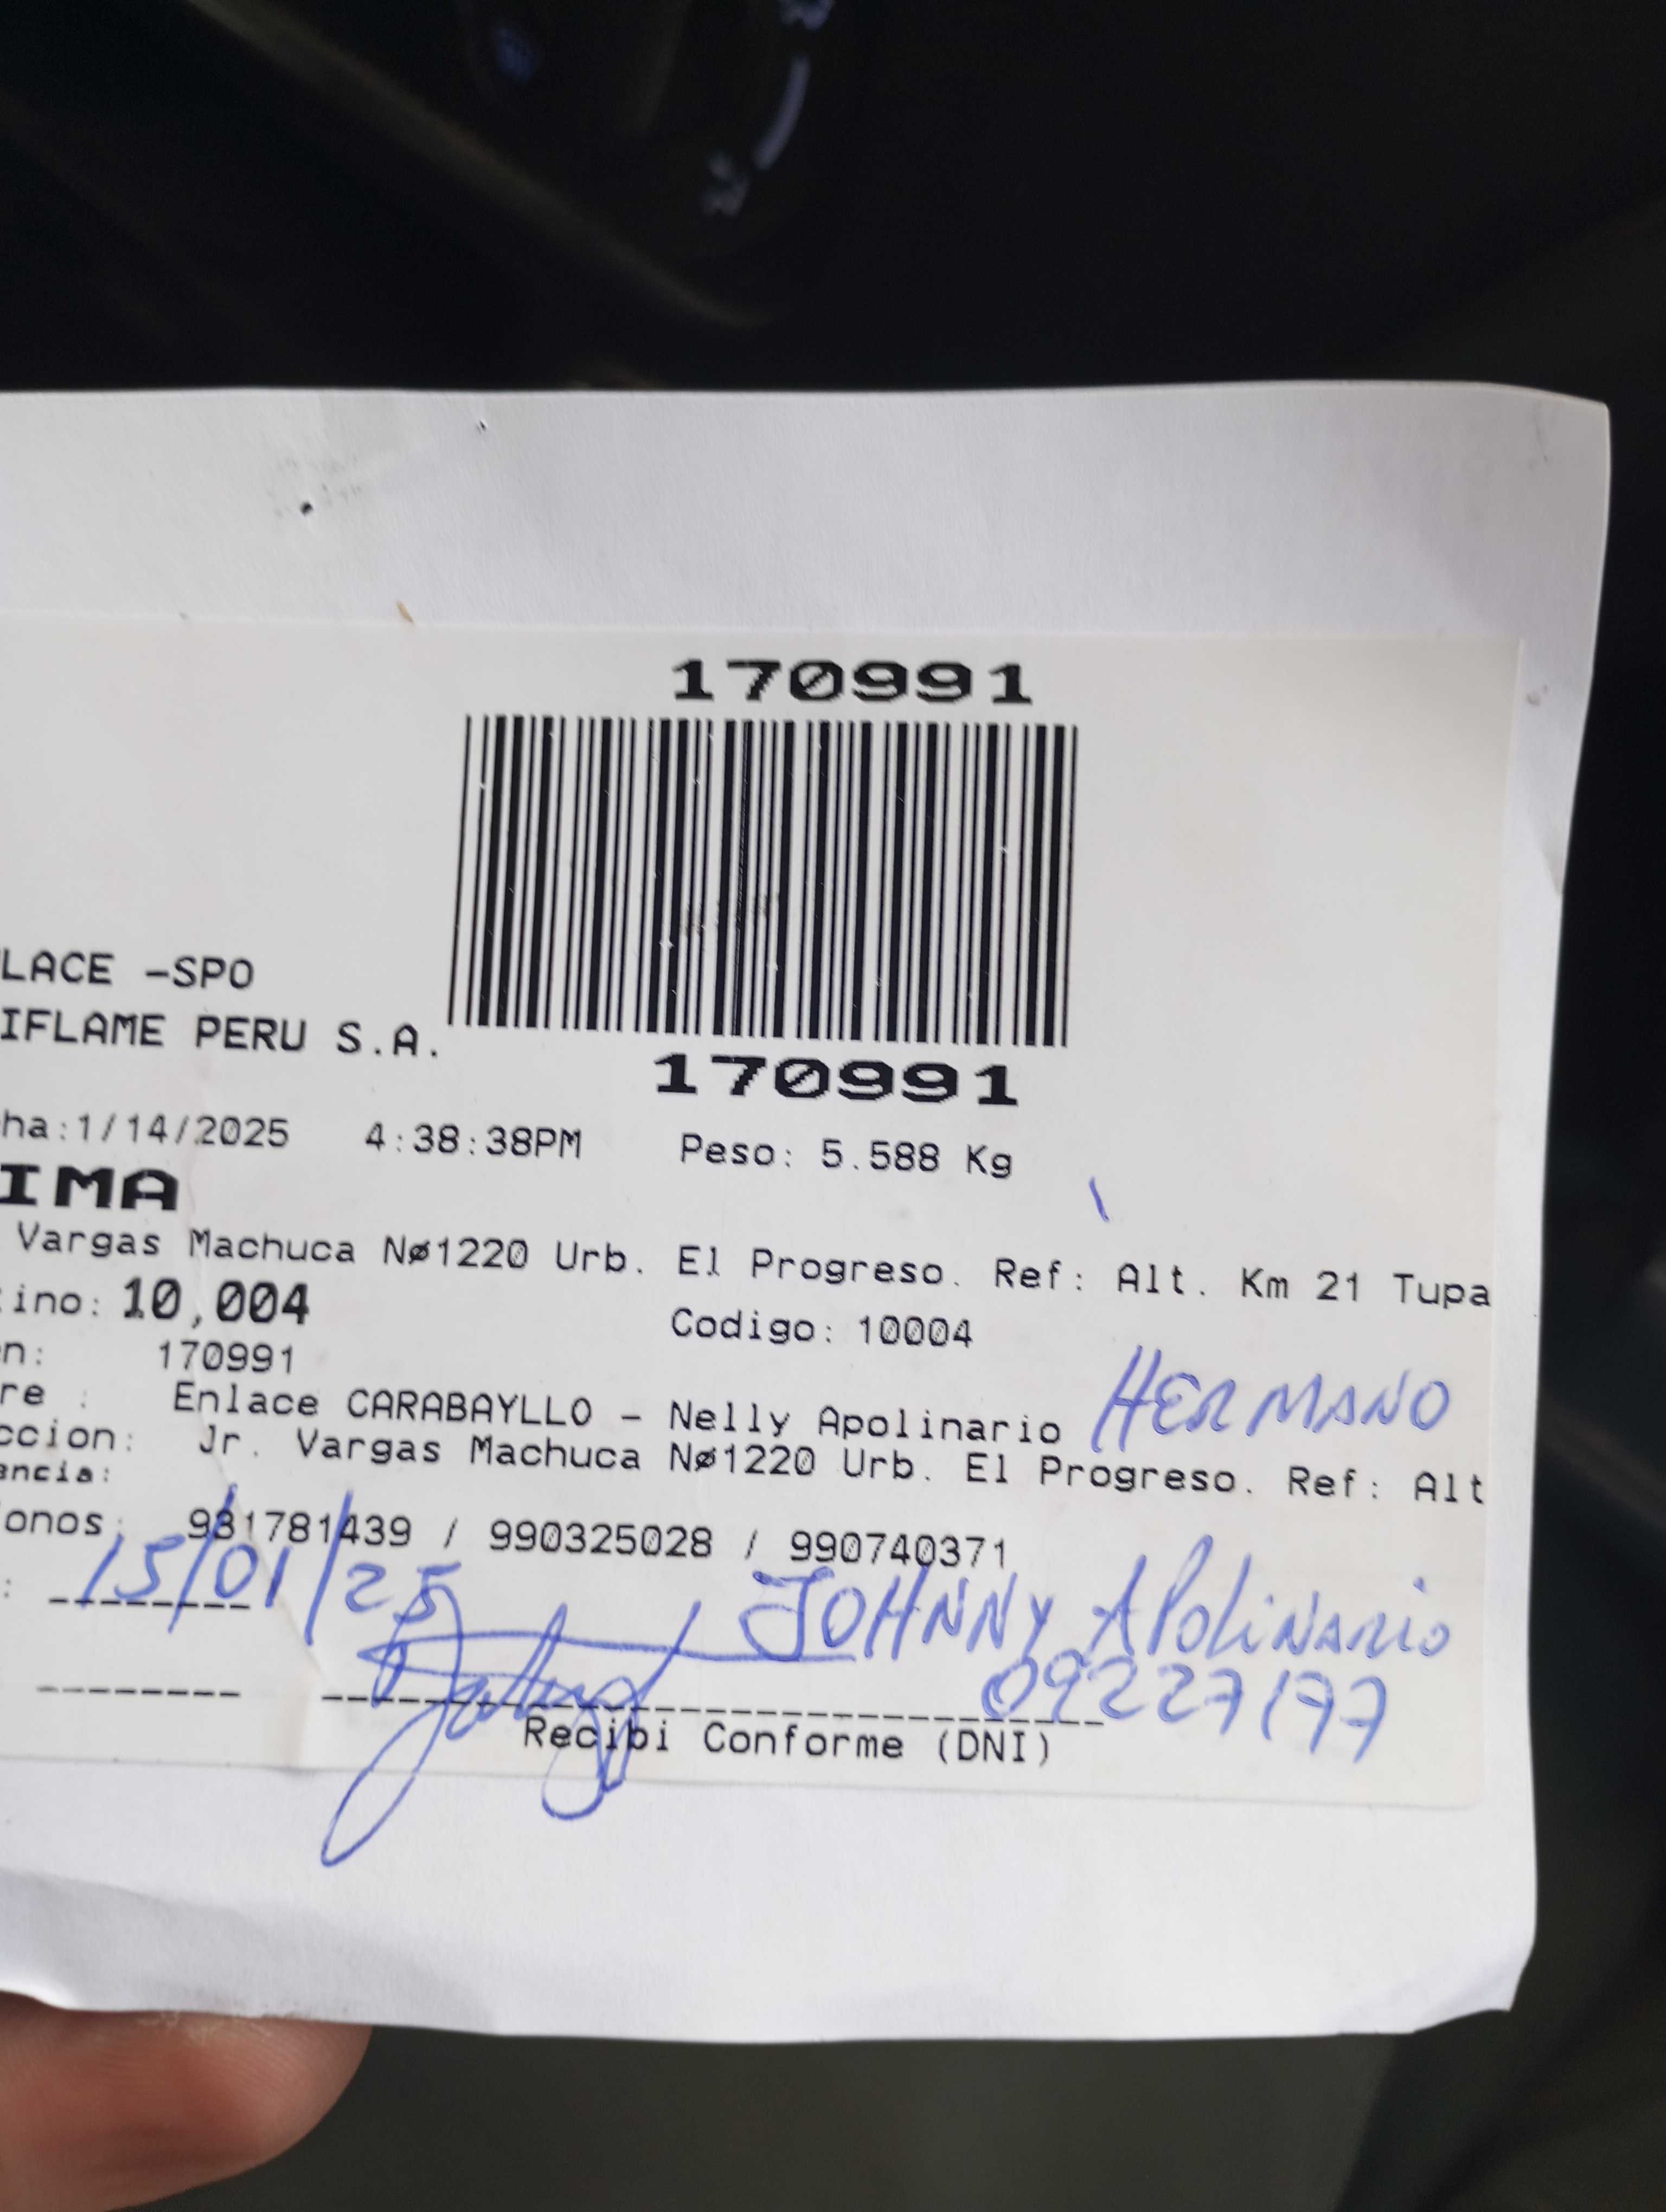 170991
170991
LACE -SPO
IFLAME PERU S.A.
ha:1/14/2025 4:38:38PM Peso: 5.588 Kg
IMA
Vargas Machuca Nø1220 Urb. El Progreso. Ref: Alt. Km 21 Tupa
ino: 10,004 Codigo: 10004
n: 170991
re : Enlace CARABAYLLO - Nelly Apolinario HERMANO
ccion: Jr. Vargas Machuca Nø1220 Urb. El Progreso. Ref: Alt
encia:
onos: 981781439 / 990325028 / 990740371
: 15/01/25 JOHNNY APOLINARIO
09227197
Recibi Conforme (DNI)